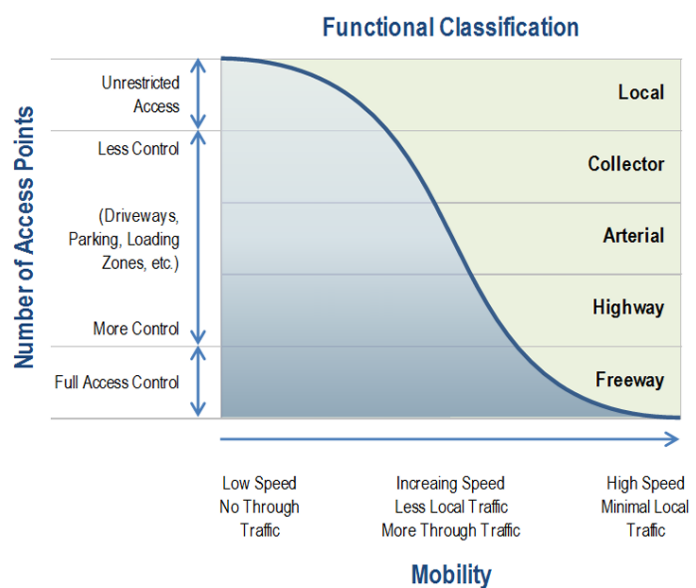 Functional Classification
Number of Access Points
Unrestricted
Access
Less Control
(Driveways,
Parking, Loading
Zones, etc.)
More Control
Full Access Control
Local
Collector
Arterial
Highway
Freeway
Low Speed
No Through
Traffic
Increaing Speed
Less Local Traffic
More Through Traffic
High Speed
Minimal Local
Traffic
Mobility